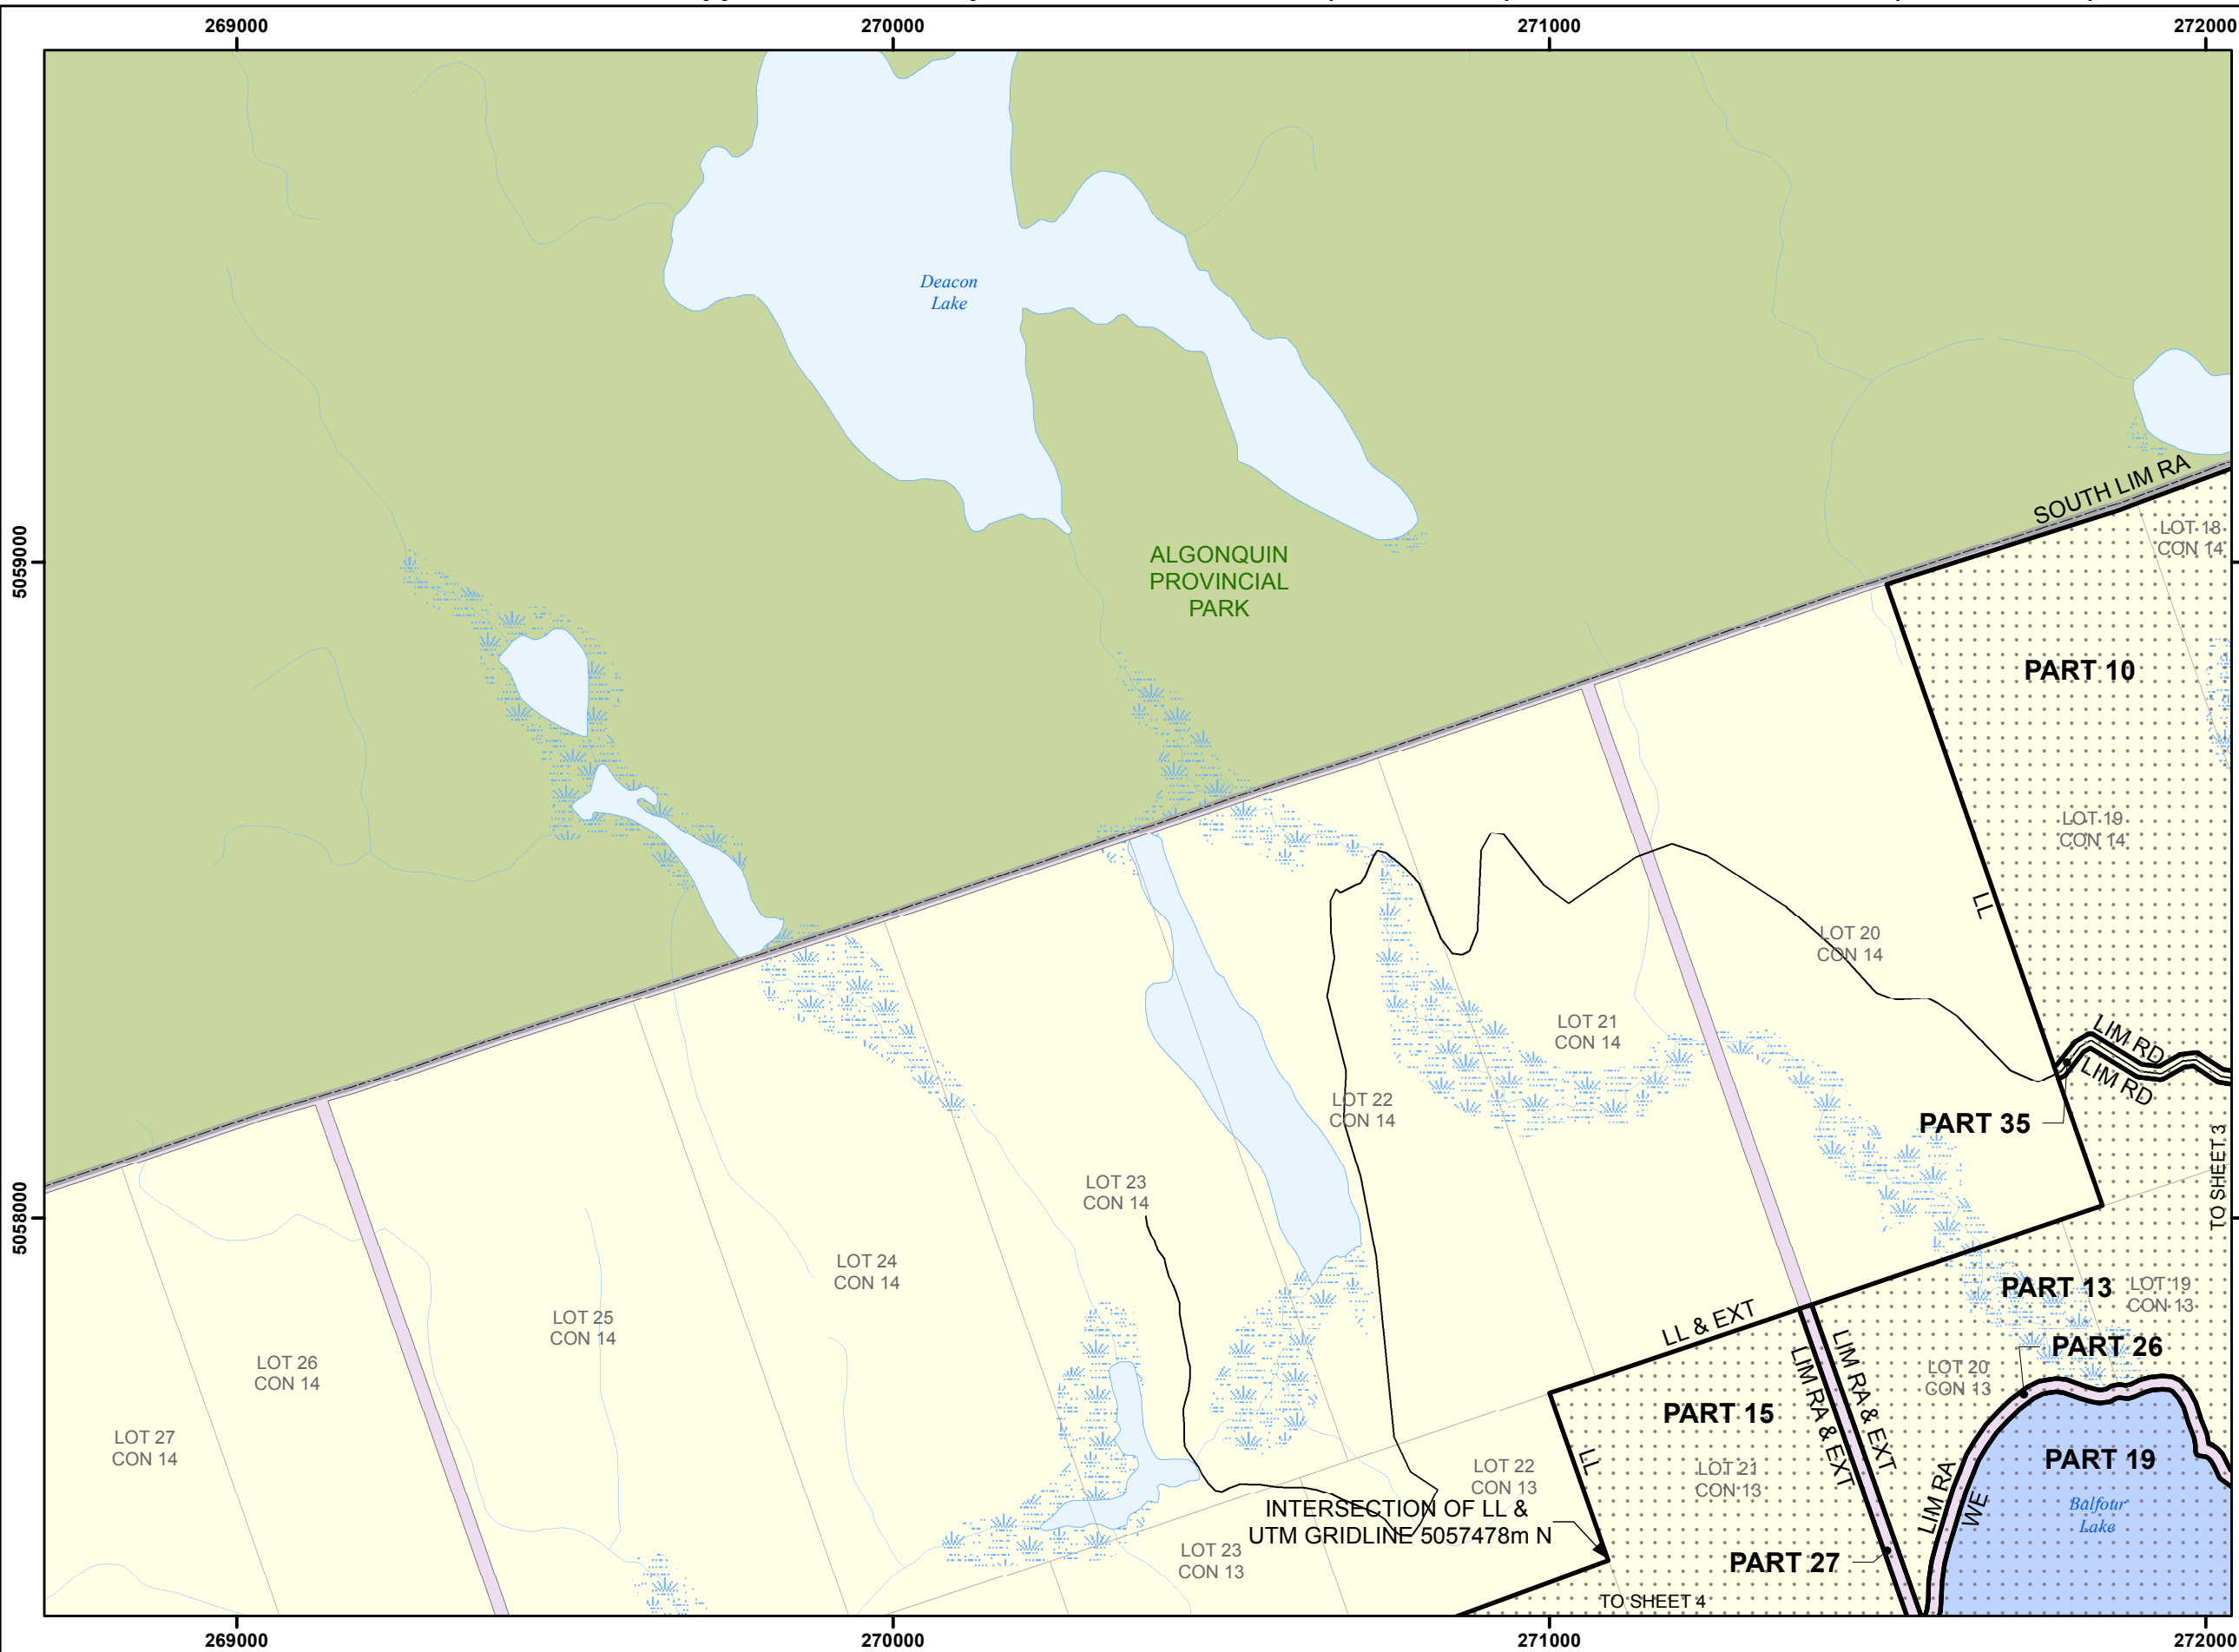 269000
270000
271000
272000
Deacon
Lake
SOUTH LIM RA
LOT 18
CON 14
5059000
ALGONQUIN
PROVINCIAL
PARK
PART 10
LOT 19
CON 14
LL
LOT 20
CON 14
LOT 21
CON 14
LIM RD
LIM RD
LOT 22
CON 14
PART 35
TO SHEET 3
LOT 23
CON 14
5058000
LOT 24
CON 14
PART 13
LOT 19
CON 13
LOT 25
CON 14
LL & EXT
LIM RA & EXT
LIM RA & EXT
PART 26
LOT 26
CON 14
LOT 20
CON 13
PART 15
LOT 27
CON 14
LL
LOT 22
CON 13
LOT 21
CON 13
PART 19
LIM RA
WE
Balfour
Lake
INTERSECTION OF LL &
UTM GRIDLINE 5057478m N
LOT 23
CON 13
PART 27
TO SHEET 4
269000
270000
271000
272000